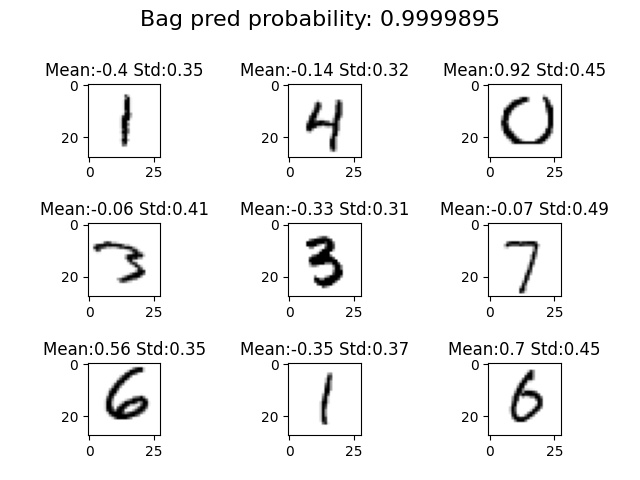 Bag pred probability: 0.9999895
Mean:-0.4 Std:0.35 Mean:-0.14 Std:0.32 Mean:0.92 Std:0.45
0 0 0
1 4 0
20 20 20
0 25 0 25 0 25
Mean:-0.06 Std:0.41 Mean:-0.33 Std:0.31 Mean:-0.07 Std:0.49
0 0 0
3 3 7
20 20 20
0 25 0 25 0 25
Mean:0.56 Std:0.35 Mean:-0.35 Std:0.37 Mean:0.7 Std:0.45
0 0 0
6 1 6
20 20 20
0 25 0 25 0 25